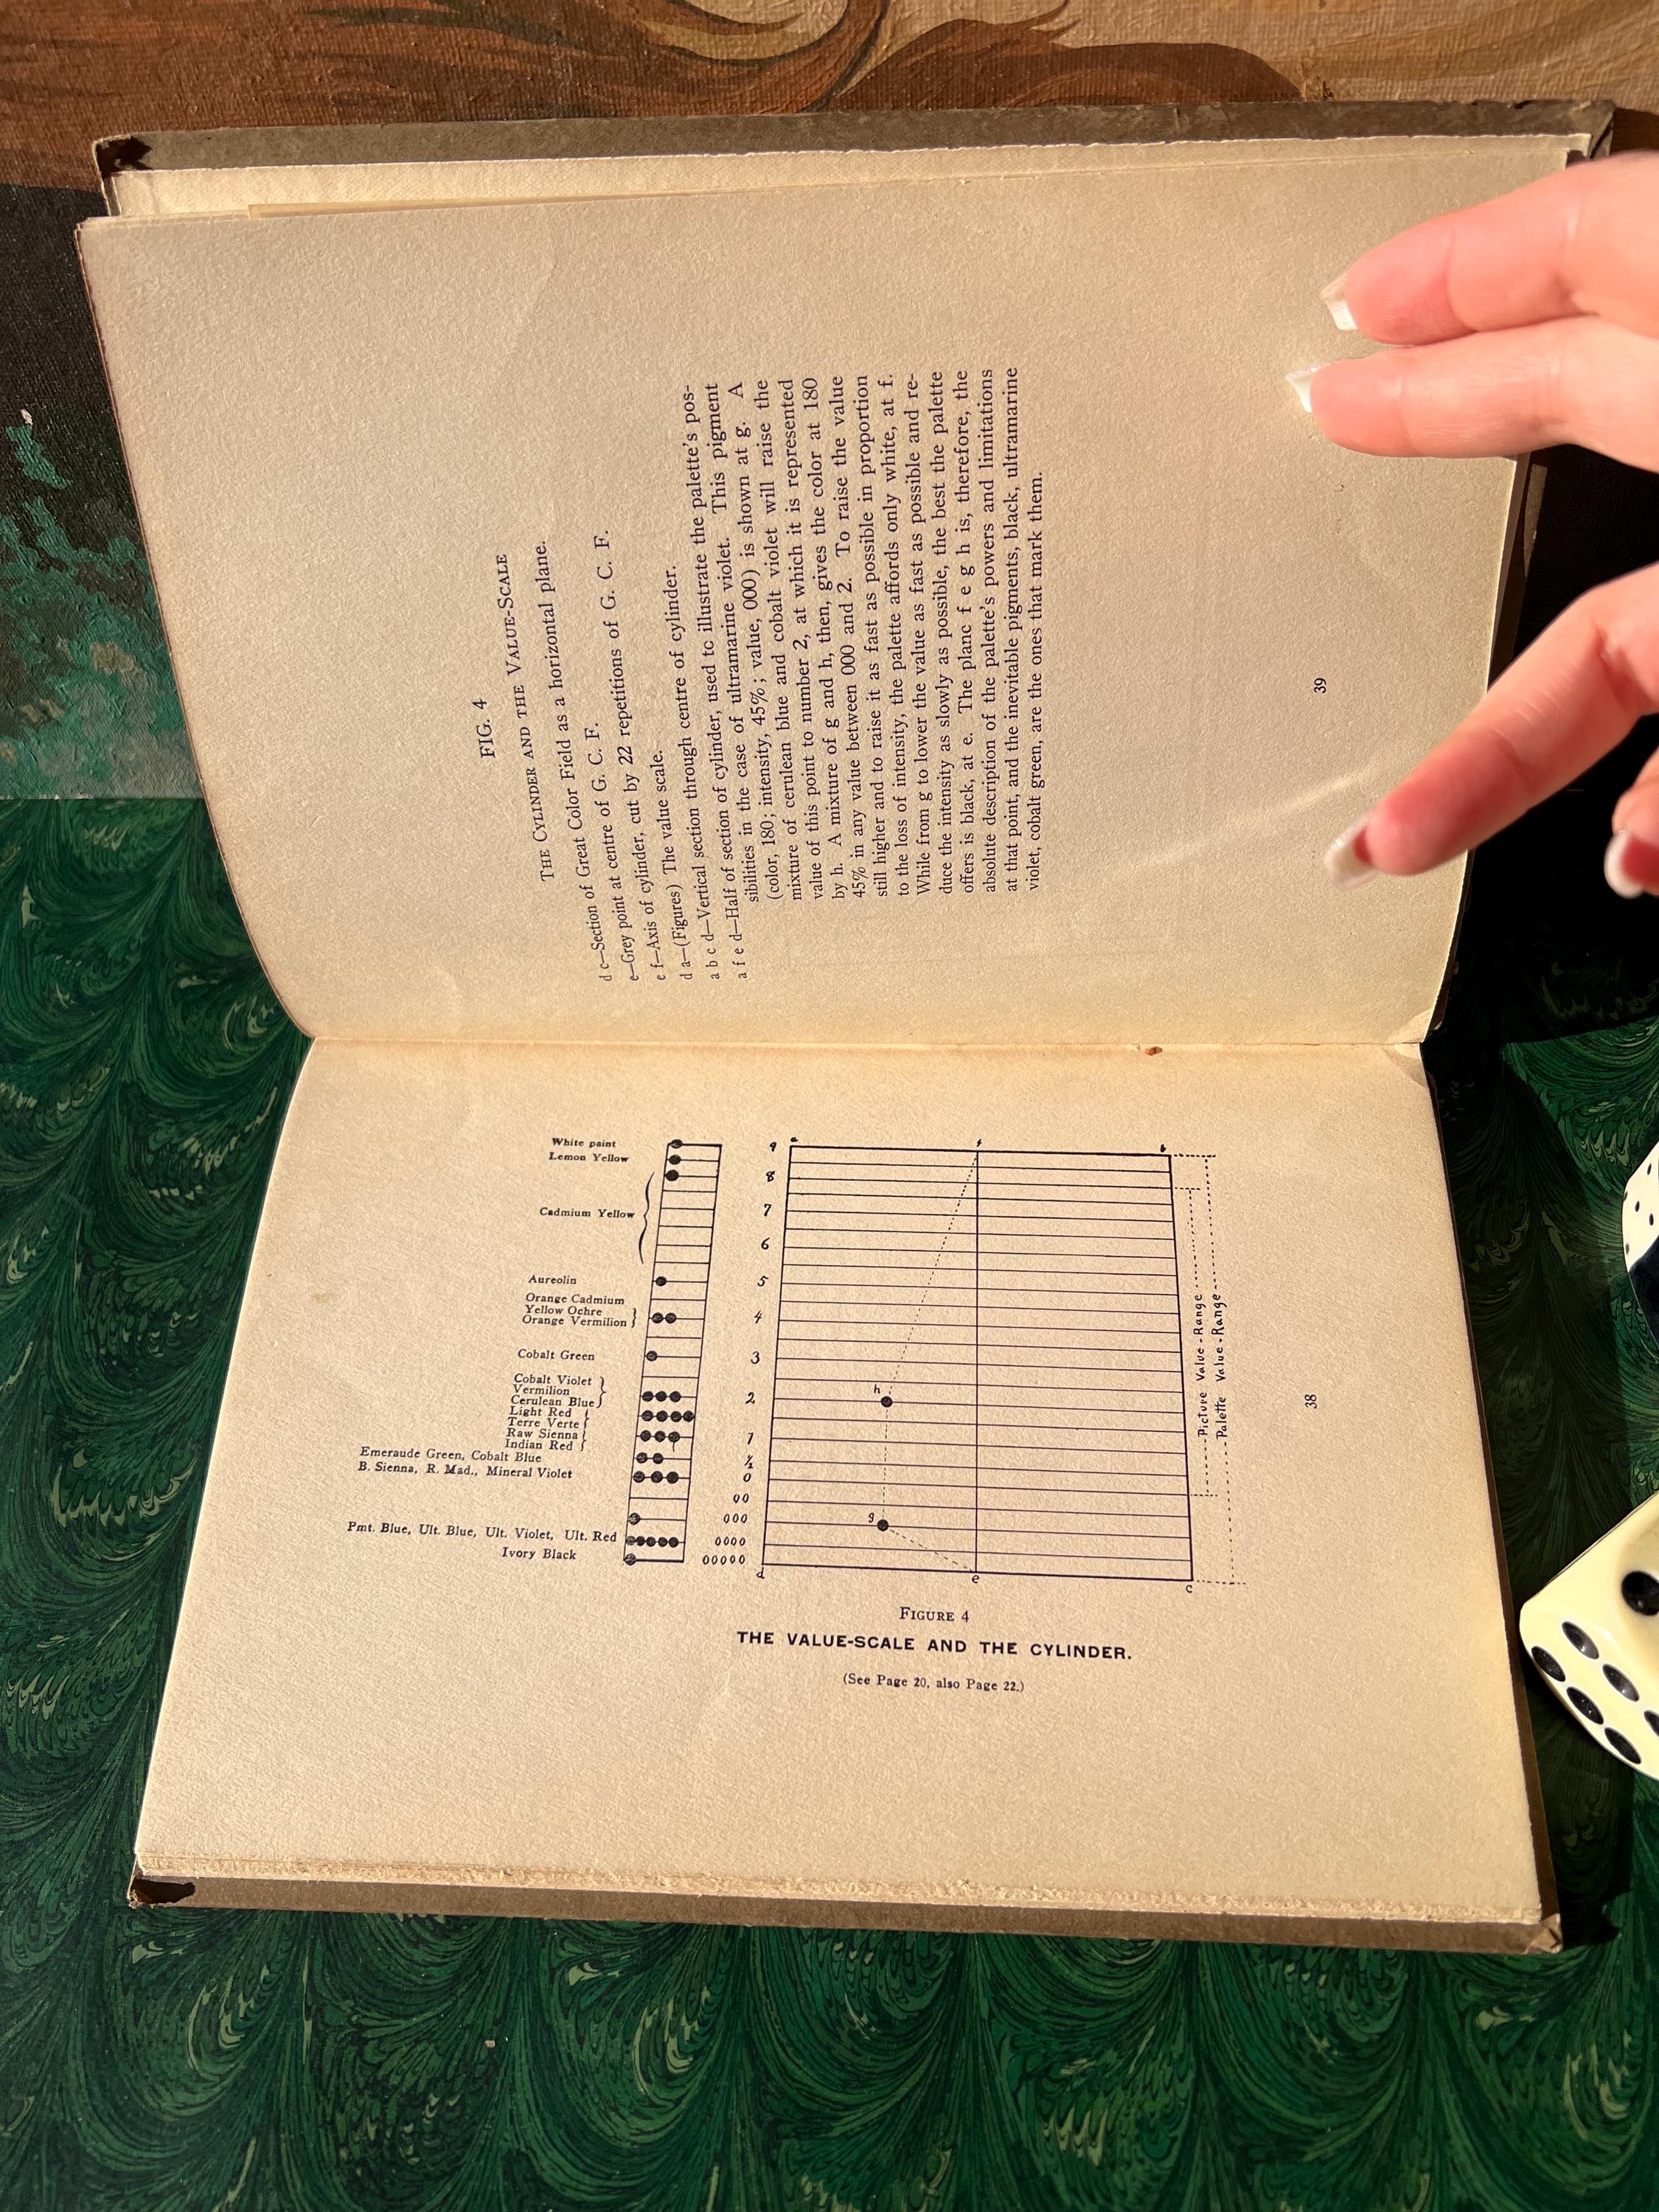 White paint
Lemon Yellow
Cadmium Yellow
Aureolin
Orange Cadmium
Yellow Ochre
Orange Vermilion
Cobalt Green
Cobalt Violet
Vermilion
Cerulean Blue
Light Red
Terre Verte
Raw Sienna
Indian Red
Emeraude Green, Cobalt Blue
B. Sienna, R. Mad., Mineral Violet
Pmt. Blue, Ult. Blue, Ult. Violet, Ult. Red
Ivory Black
9
8
7
6
5
4
3
2
1
½
0
00
000
0000
00000
a
f
b
h
g
d
e
c
Picture Value-Range
Palette Value-Range
FIGURE 4
THE VALUE-SCALE AND THE CYLINDER.
(See Page 20, also Page 22.)
38
FIG. 4
THE CYLINDER AND THE VALUE-SCALE
d c—Section of Great Color Field as a horizontal plane.
e—Grey point at centre of G. C. F.
e f—Axis of cylinder, cut by 22 repetitions of G. C. F.
d a—(Figures) The value scale.
a b c d—Vertical section through centre of cylinder.
a f e d—Half of section of cylinder, used to illustrate the palette's pos-
sibilities in the case of ultramarine violet. This pigment
(color, 180; intensity, 45%; value, 000) is shown at g. A
mixture of cerulean blue and cobalt violet will raise the
value of this point to number 2, at which it is represented
by h. A mixture of g and h, then, gives the color at 180
45% in any value between 000 and 2. To raise the value
still higher and to raise it as fast as possible in proportion
to the loss of intensity, the palette affords only white, at f.
While from g to lower the value as fast as possible and re-
duce the intensity as slowly as possible, the best the palette
offers is black, at e. The plane f e g h is, therefore, the
absolute description of the palette's powers and limitations
at that point, and the inevitable pigments, black, ultramarine
violet, cobalt green, are the ones that mark them.
39